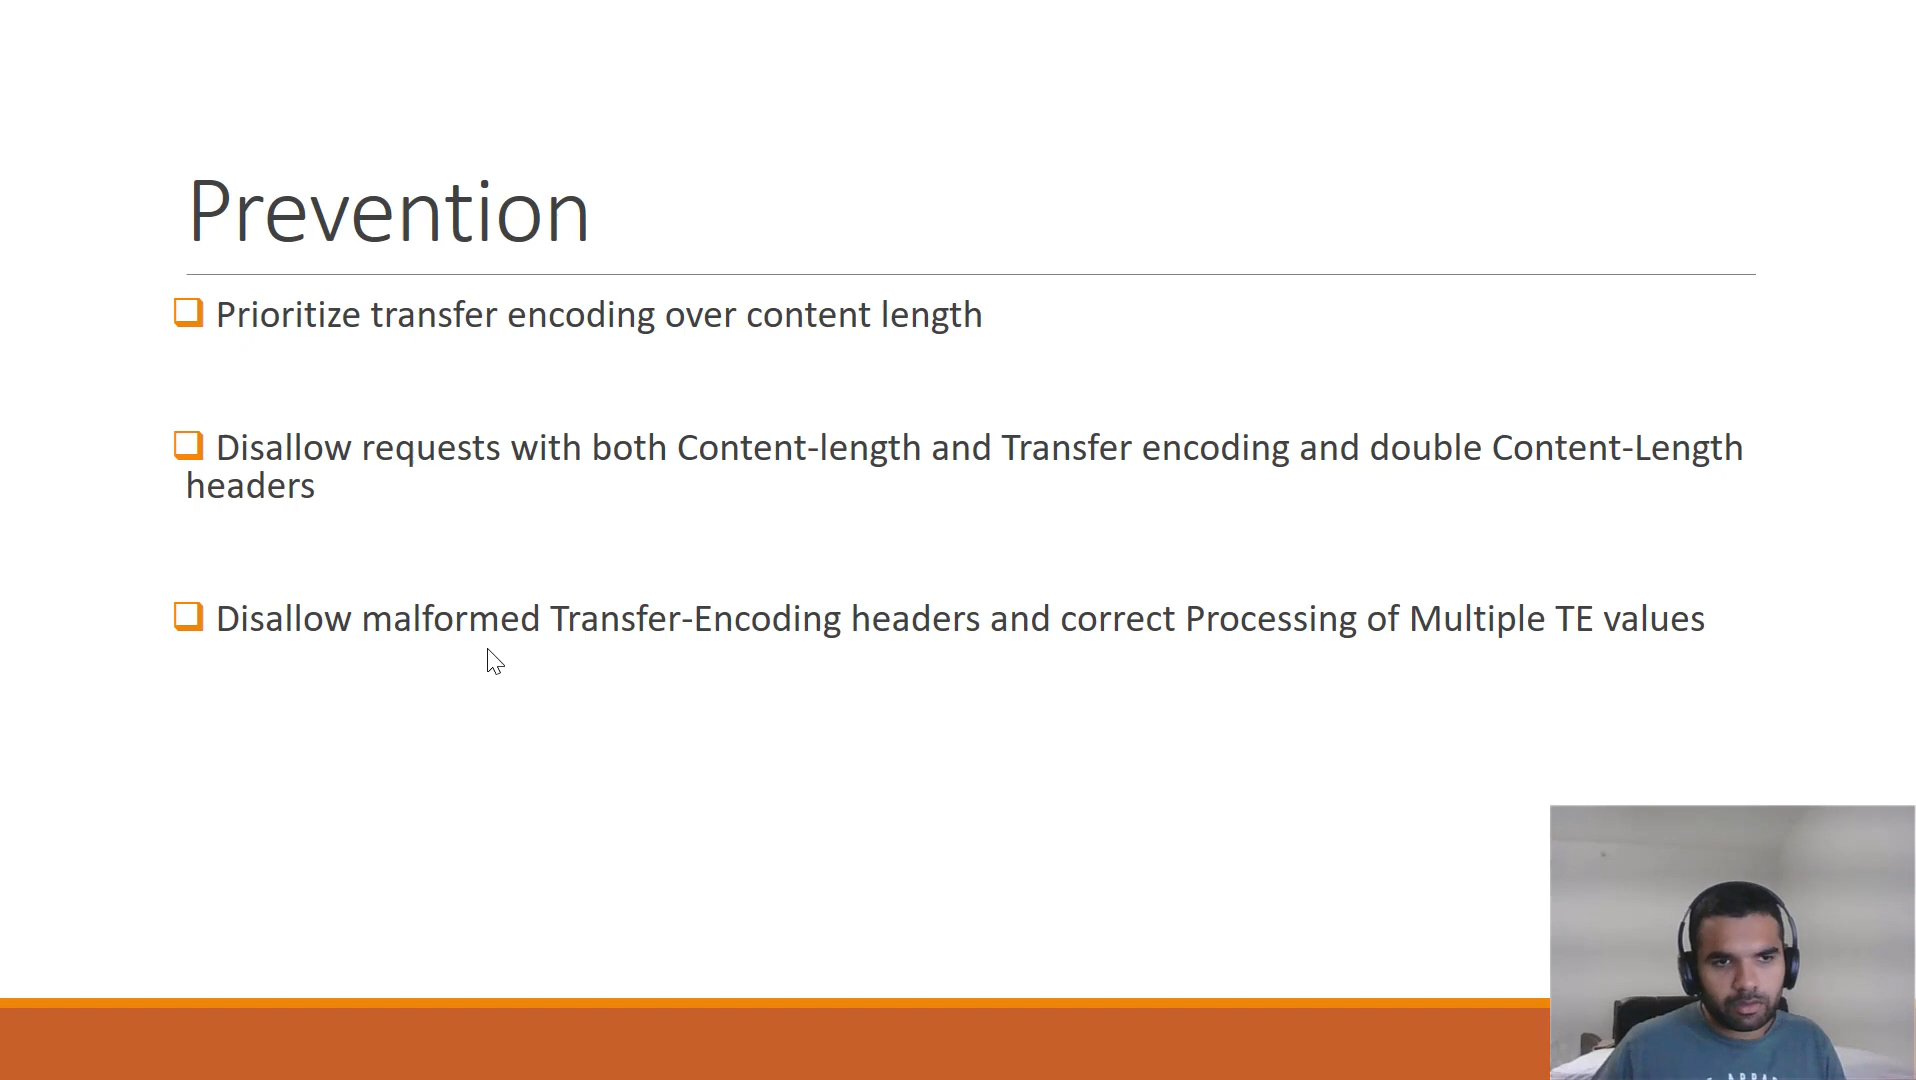 Prevention
Prioritize transfer encoding over content length
Disallow requests with both Content-length and Transfer encoding and double Content-Length
headers
Disallow malformed Transfer-Encoding headers and correct Processing of Multiple TE values